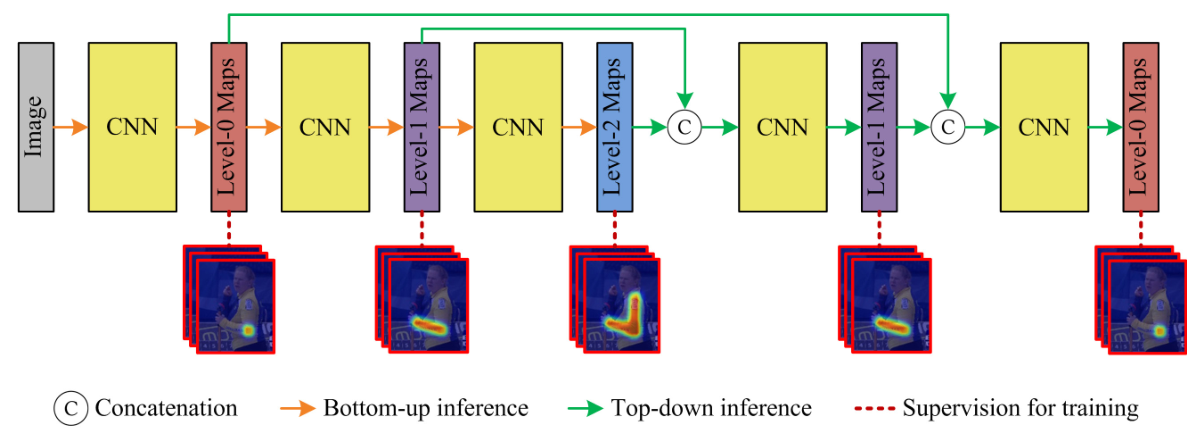 Image
CNN
Level-0 Maps
CNN
Level-1 Maps
CNN
Level-2 Maps
C
CNN
Level-1 Maps
C
CNN
Level-0 Maps
C Concatenation
Bottom-up inference
Top-down inference
Supervision for training